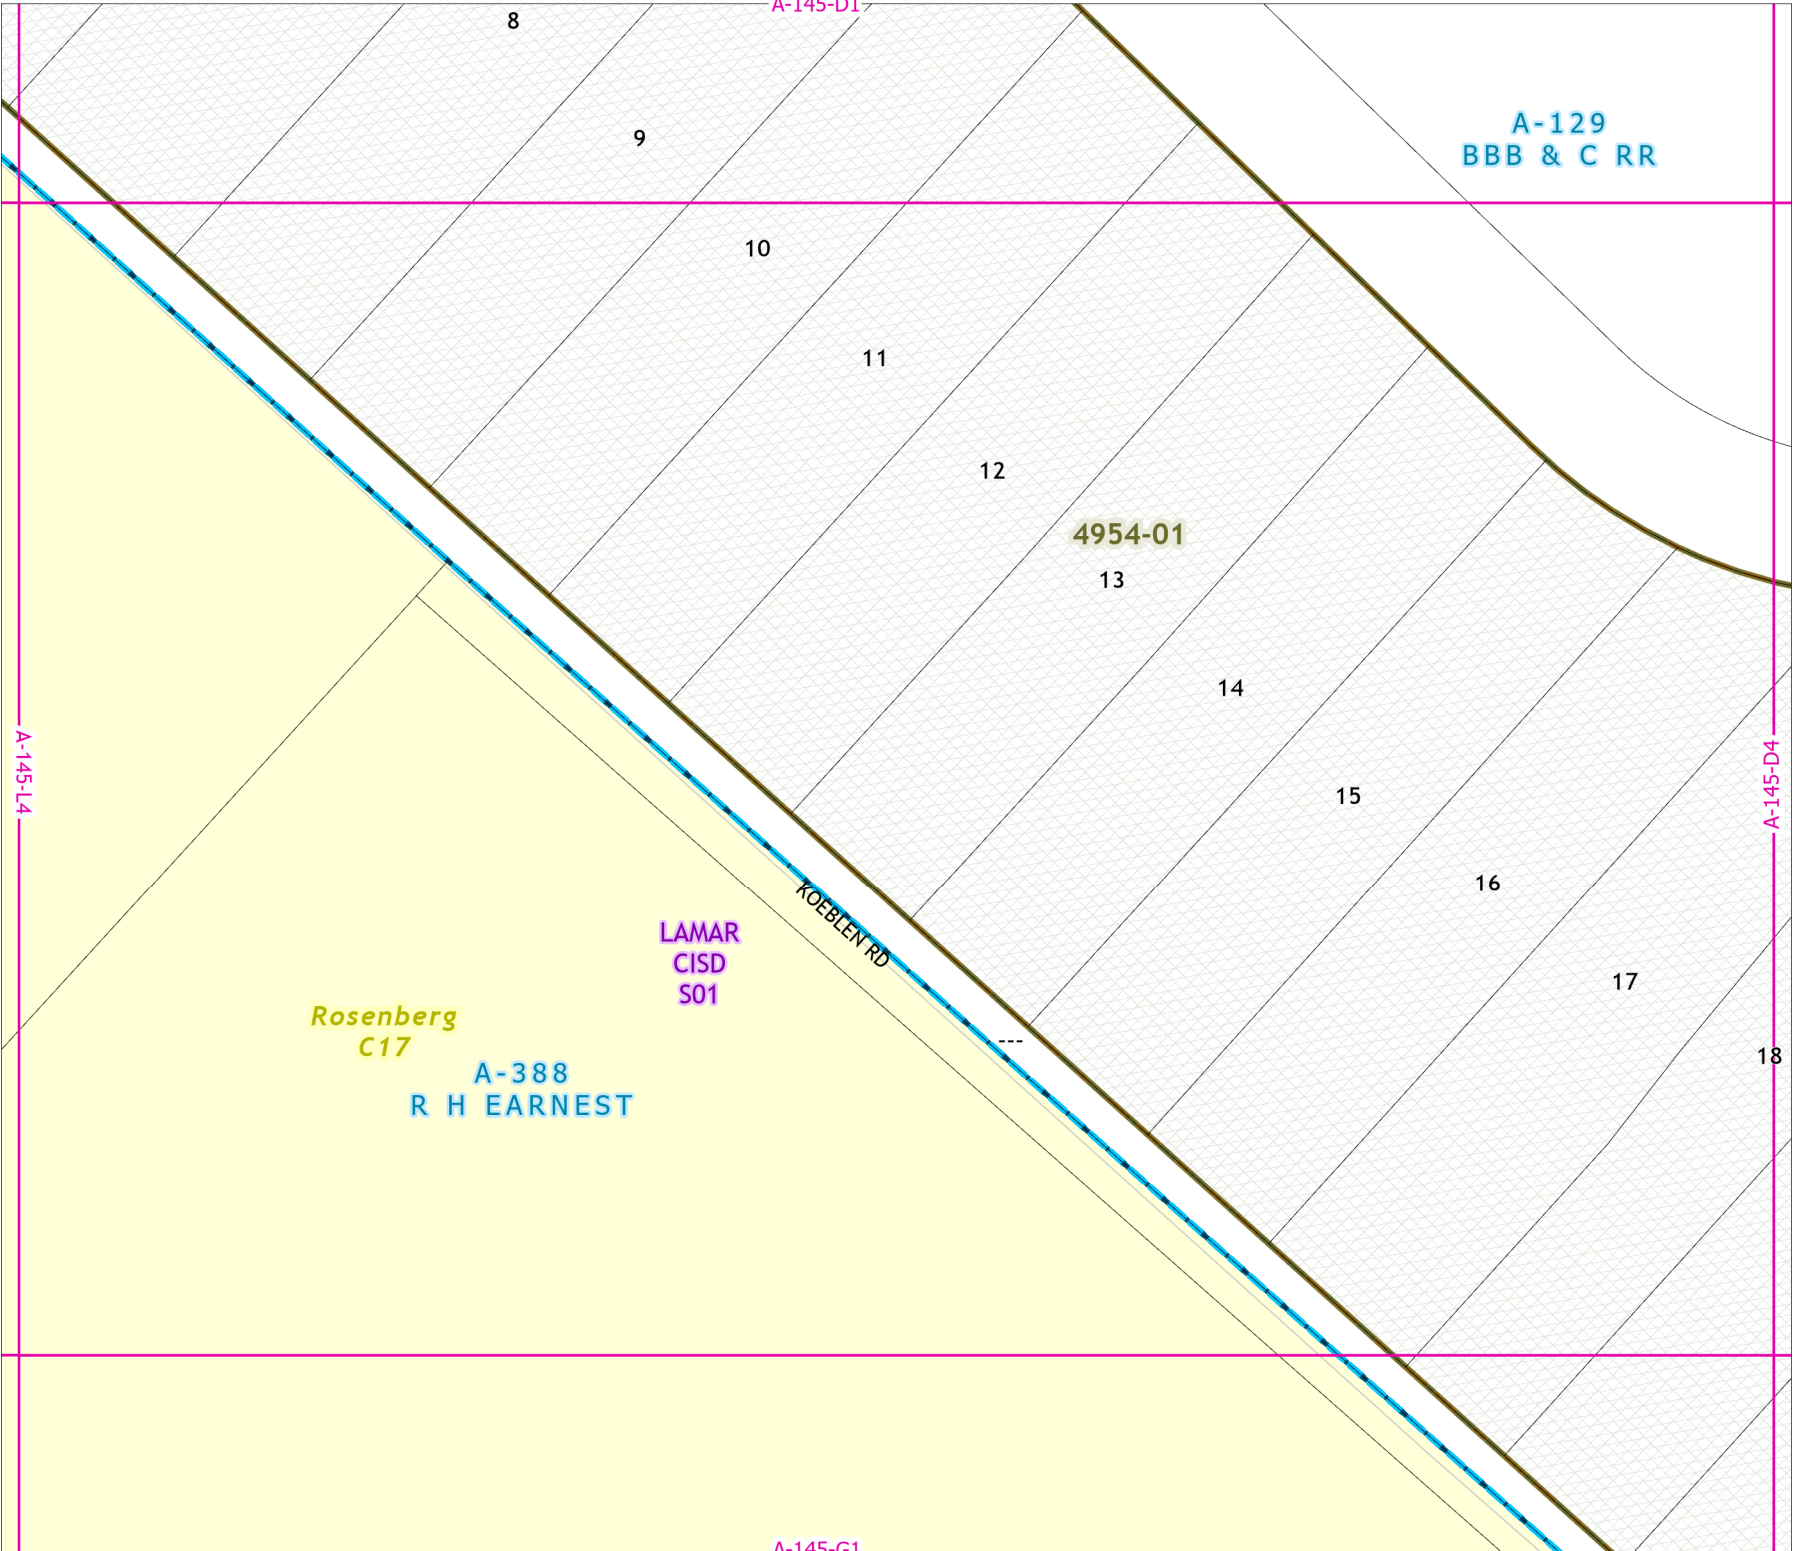 A-145-D1
8
A-129
BBB & C RR
9
10
11
12
4954-01
13
14
A-145-L4
A-145-D4
15
16
KOEBLEN RD
LAMAR
CISD
S01
17
Rosenberg
C17
---
18
A-388
R H EARNEST
A-145-G1